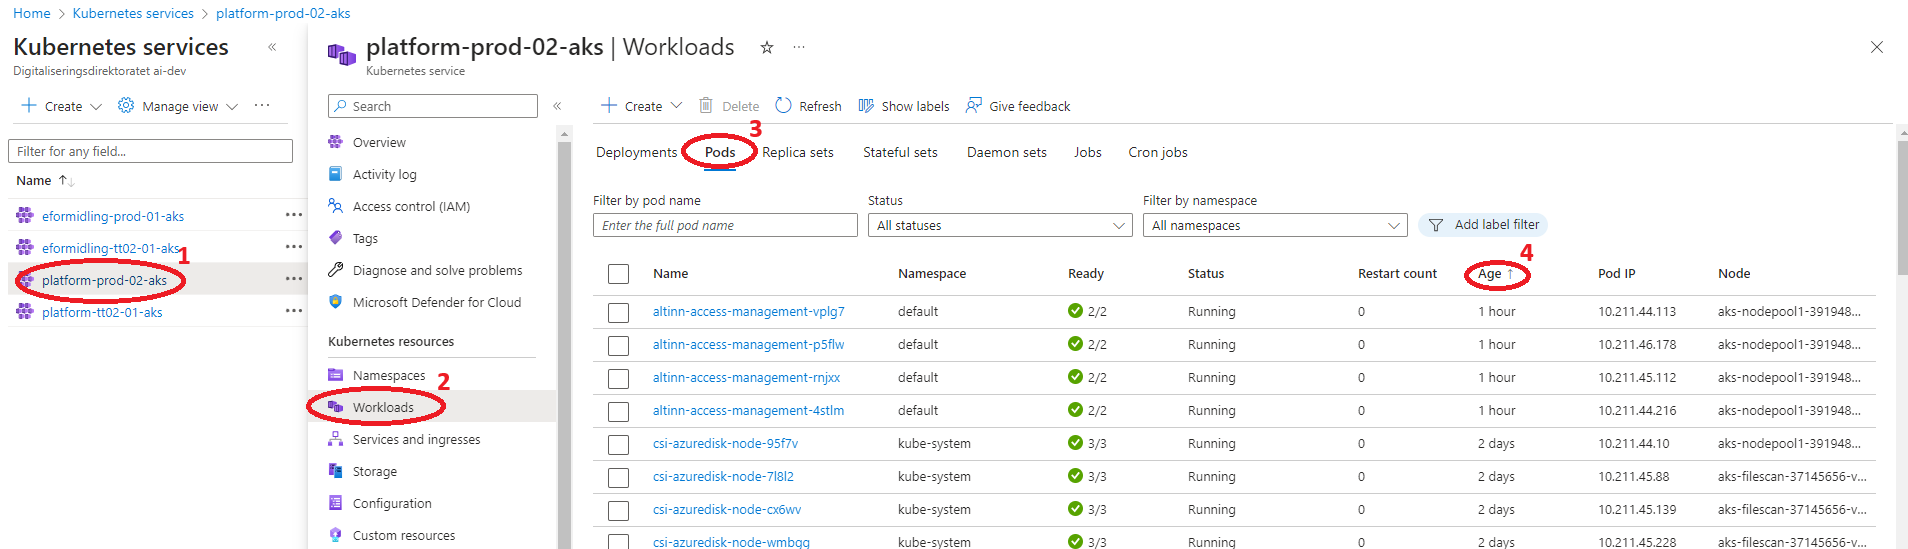 Home > Kubernetes services > platform-prod-02-aks
Kubernetes services
Digitaliseringsdirektoratet ai-dev
Create
Manage view
Filter for any field...
Name
eformidling-prod-01-aks
eformidling-tt02-01-aks
1
platform-prod-02-aks
platform-tt02-01-aks
platform-prod-02-aks | Workloads
Kubernetes service
Search
Overview
Activity log
Access control (IAM)
Tags
Diagnose and solve problems
Microsoft Defender for Cloud
Kubernetes resources
Namespaces
2
Workloads
Services and ingresses
Storage
Configuration
Custom resources
Create Delete Refresh Show labels Give feedback
3
Deployments Pods Replica sets Stateful sets Daemon sets Jobs Cron jobs
Filter by pod name Status Filter by namespace
Enter the full pod name All statuses All namespaces Add label filter
4
Name Namespace Ready Status Restart count Age ↑ Pod IP Node
altinn-access-management-vplg7 default 2/2 Running 0 1 hour 10.211.44.113 aks-nodepool1-391948...
altinn-access-management-p5flw default 2/2 Running 0 1 hour 10.211.46.178 aks-nodepool1-391948...
altinn-access-management-rnjxx default 2/2 Running 0 1 hour 10.211.45.112 aks-nodepool1-391948...
altinn-access-management-4stlm default 2/2 Running 0 1 hour 10.211.44.216 aks-nodepool1-391948...
csi-azuredisk-node-95f7v kube-system 3/3 Running 0 2 days 10.211.44.10 aks-nodepool1-391948...
csi-azuredisk-node-7l8l2 kube-system 3/3 Running 0 2 days 10.211.45.88 aks-filescan-37145656-v...
csi-azuredisk-node-cx6wv kube-system 3/3 Running 0 2 days 10.211.45.139 aks-filescan-37145656-v...
csi-azuredisk-node-wmbgg kube-system 3/3 Running 0 2 days 10.211.45.228 aks-filescan-37145656-v...